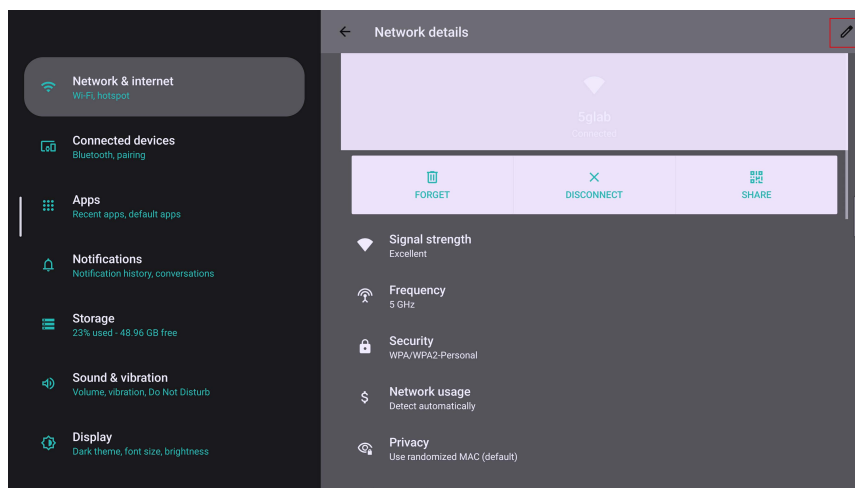 Network & internet
Wi-Fi, hotspot
Connected devices
Bluetooth, pairing
Apps
Recent apps, default apps
Notifications
Notification history, conversations
Storage
23% used - 48.96 GB free
Sound & vibration
Volume, vibration, Do Not Disturb
Display
Dark theme, font size, brightness
Network details
5glab
Connected
FORGET
DISCONNECT
SHARE
Signal strength
Excellent
Frequency
5 GHz
Security
WPA/WPA2-Personal
Network usage
Detect automatically
Privacy
Use randomized MAC (default)